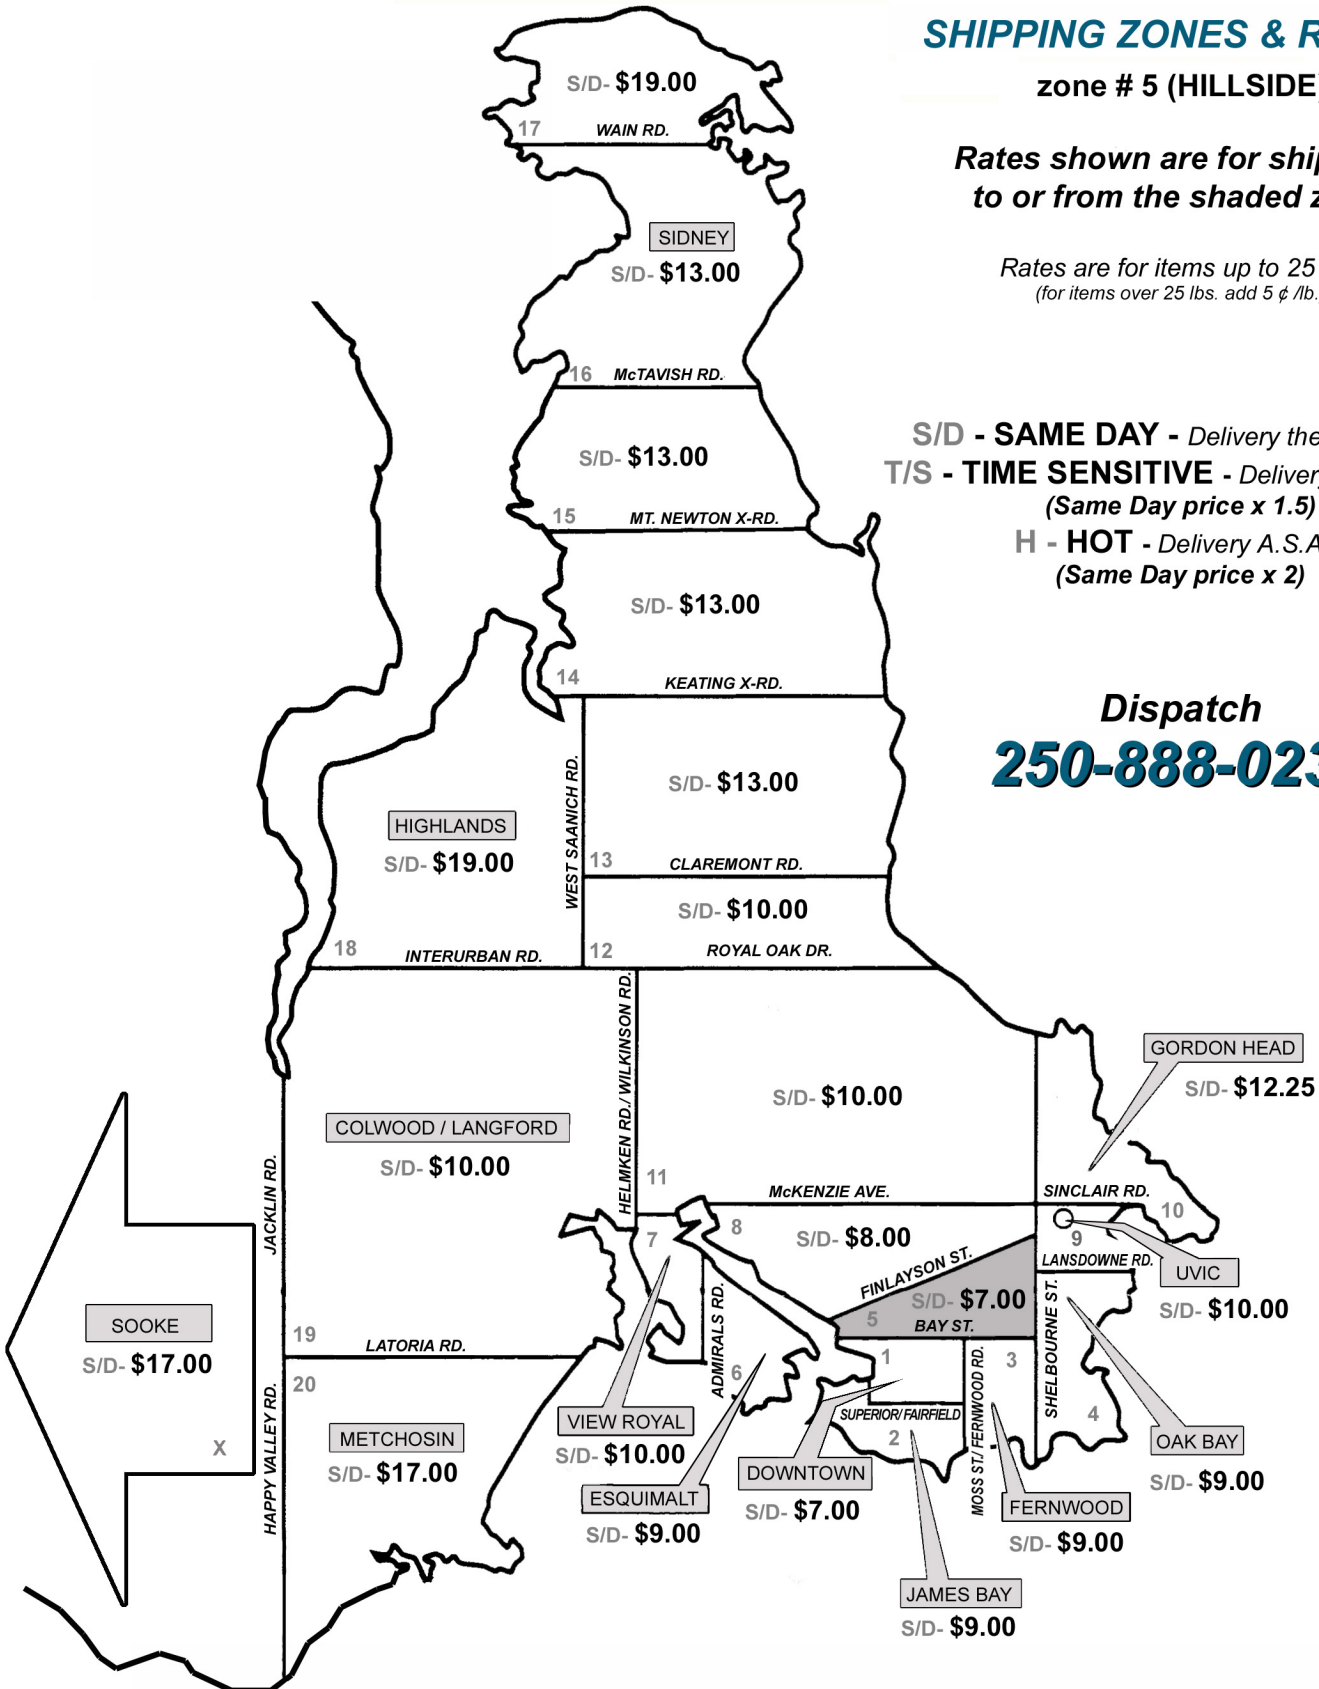 SHIPPING ZONES & R
zone # 5 (HILLSIDE)
Rates shown are for ship
to or from the shaded z
Rates are for items up to 25
(for items over 25 lbs. add 5 ¢ /lb.
S/D - SAME DAY - Delivery the
T/S - TIME SENSITIVE - Deliver
(Same Day price x 1.5)
H - HOT - Delivery A.S.A
(Same Day price x 2)
Dispatch
250-888-023
S/D- $19.00
17
WAIN RD.
SIDNEY
S/D- $13.00
16
McTAVISH RD.
S/D- $13.00
15
MT. NEWTON X-RD.
S/D- $13.00
14
KEATING X-RD.
WEST SAANICH RD.
S/D- $13.00
13
CLAREMONT RD.
HIGHLANDS
S/D- $19.00
S/D- $10.00
18
INTERURBAN RD.
12
ROYAL OAK DR.
HELMKEN RD./ WILKINSON RD.
GORDON HEAD
S/D- $12.25
S/D- $10.00
COLWOOD / LANGFORD
S/D- $10.00
JACKLIN RD.
11
McKENZIE AVE.
SINCLAIR RD.
10
7
8
S/D- $8.00
9
FINLAYSON ST.
LANSDOWNE RD.
UVIC
S/D- $10.00
S/D- $7.00
5
BAY ST.
SHELBOURNE ST.
SOOKE
S/D- $17.00
X
19
LATORIA RD.
20
HAPPY VALLEY RD.
METCHOSIN
S/D- $17.00
ADMIRALS RD.
6
1
3
MOSS ST./ FERNWOOD RD.
SUPERIOR/ FAIRFIELD
2
4
VIEW ROYAL
S/D- $10.00
OAK BAY
S/D- $9.00
DOWNTOWN
S/D- $7.00
ESQUIMALT
S/D- $9.00
FERNWOOD
S/D- $9.00
JAMES BAY
S/D- $9.00